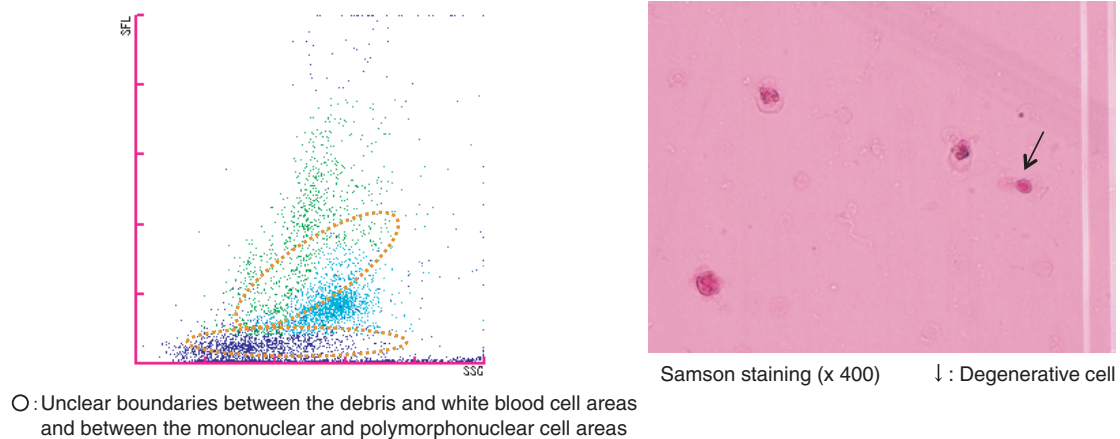 SFL
SSC
Samson staining (x 400) ↓: Degenerative cell
○: Unclear boundaries between the debris and white blood cell areas
and between the mononuclear and polymorphonuclear cell areas